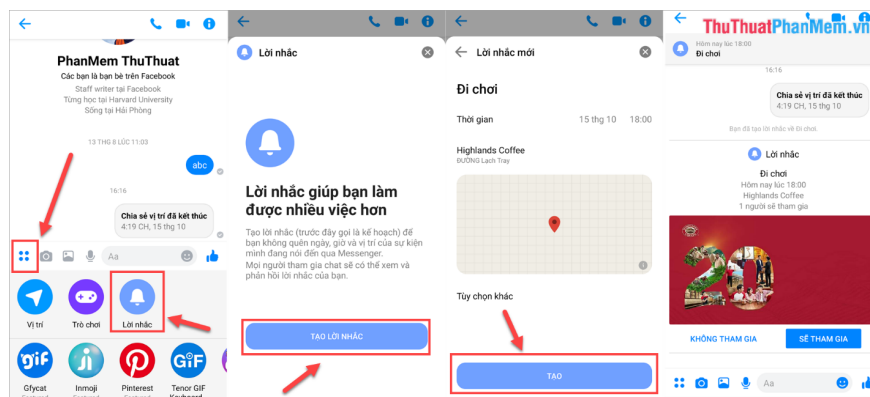 PhanMem ThuThuat
Các bạn là bạn bè trên Facebook
Staff writer tại Facebook
Từng học tại Harvard University
Sống tại Hải Phòng
13 THG 8 LÚC 11:03
abc
16:16
Chia sẻ vị trí đã kết thúc
4:19 CH, 15 thg 10
Aa
Vị trí
Trò chơi
Lời nhắc
gif
GIF
Gfycat
Inmoji
Pinterest
Tenor GIF
Keyboard
Featured
Featured
Featured
Lời nhắc
Lời nhắc giúp bạn làm
được nhiều việc hơn
Tạo lời nhắc (trước đây gọi là kế hoạch) để
bạn không quên ngày, giờ và vị trí của sự kiện
mình đang nói đến qua Messenger.
Mọi người tham gia chat sẽ có thể xem và
phản hồi lời nhắc của bạn.
TẠO LỜI NHẮC
Lời nhắc mới
Đi chơi
Thời gian 15 thg 10 18:00
Highlands Coffee
ĐƯỜNG Lạch Tray
Tùy chọn khác
TẠO
ThuThuatPhanMem.vn
Hôm nay lúc 18:00
Đi chơi
16:16
Chia sẻ vị trí đã kết thúc
4:19 CH, 15 thg 10
Bạn đã tạo lời nhắc về Đi chơi.
Lời nhắc
Đi chơi
Hôm nay lúc 18:00
Highlands Coffee
1 người sẽ tham gia
20
KHÔNG THAM GIA
SẼ THAM GIA
Aa